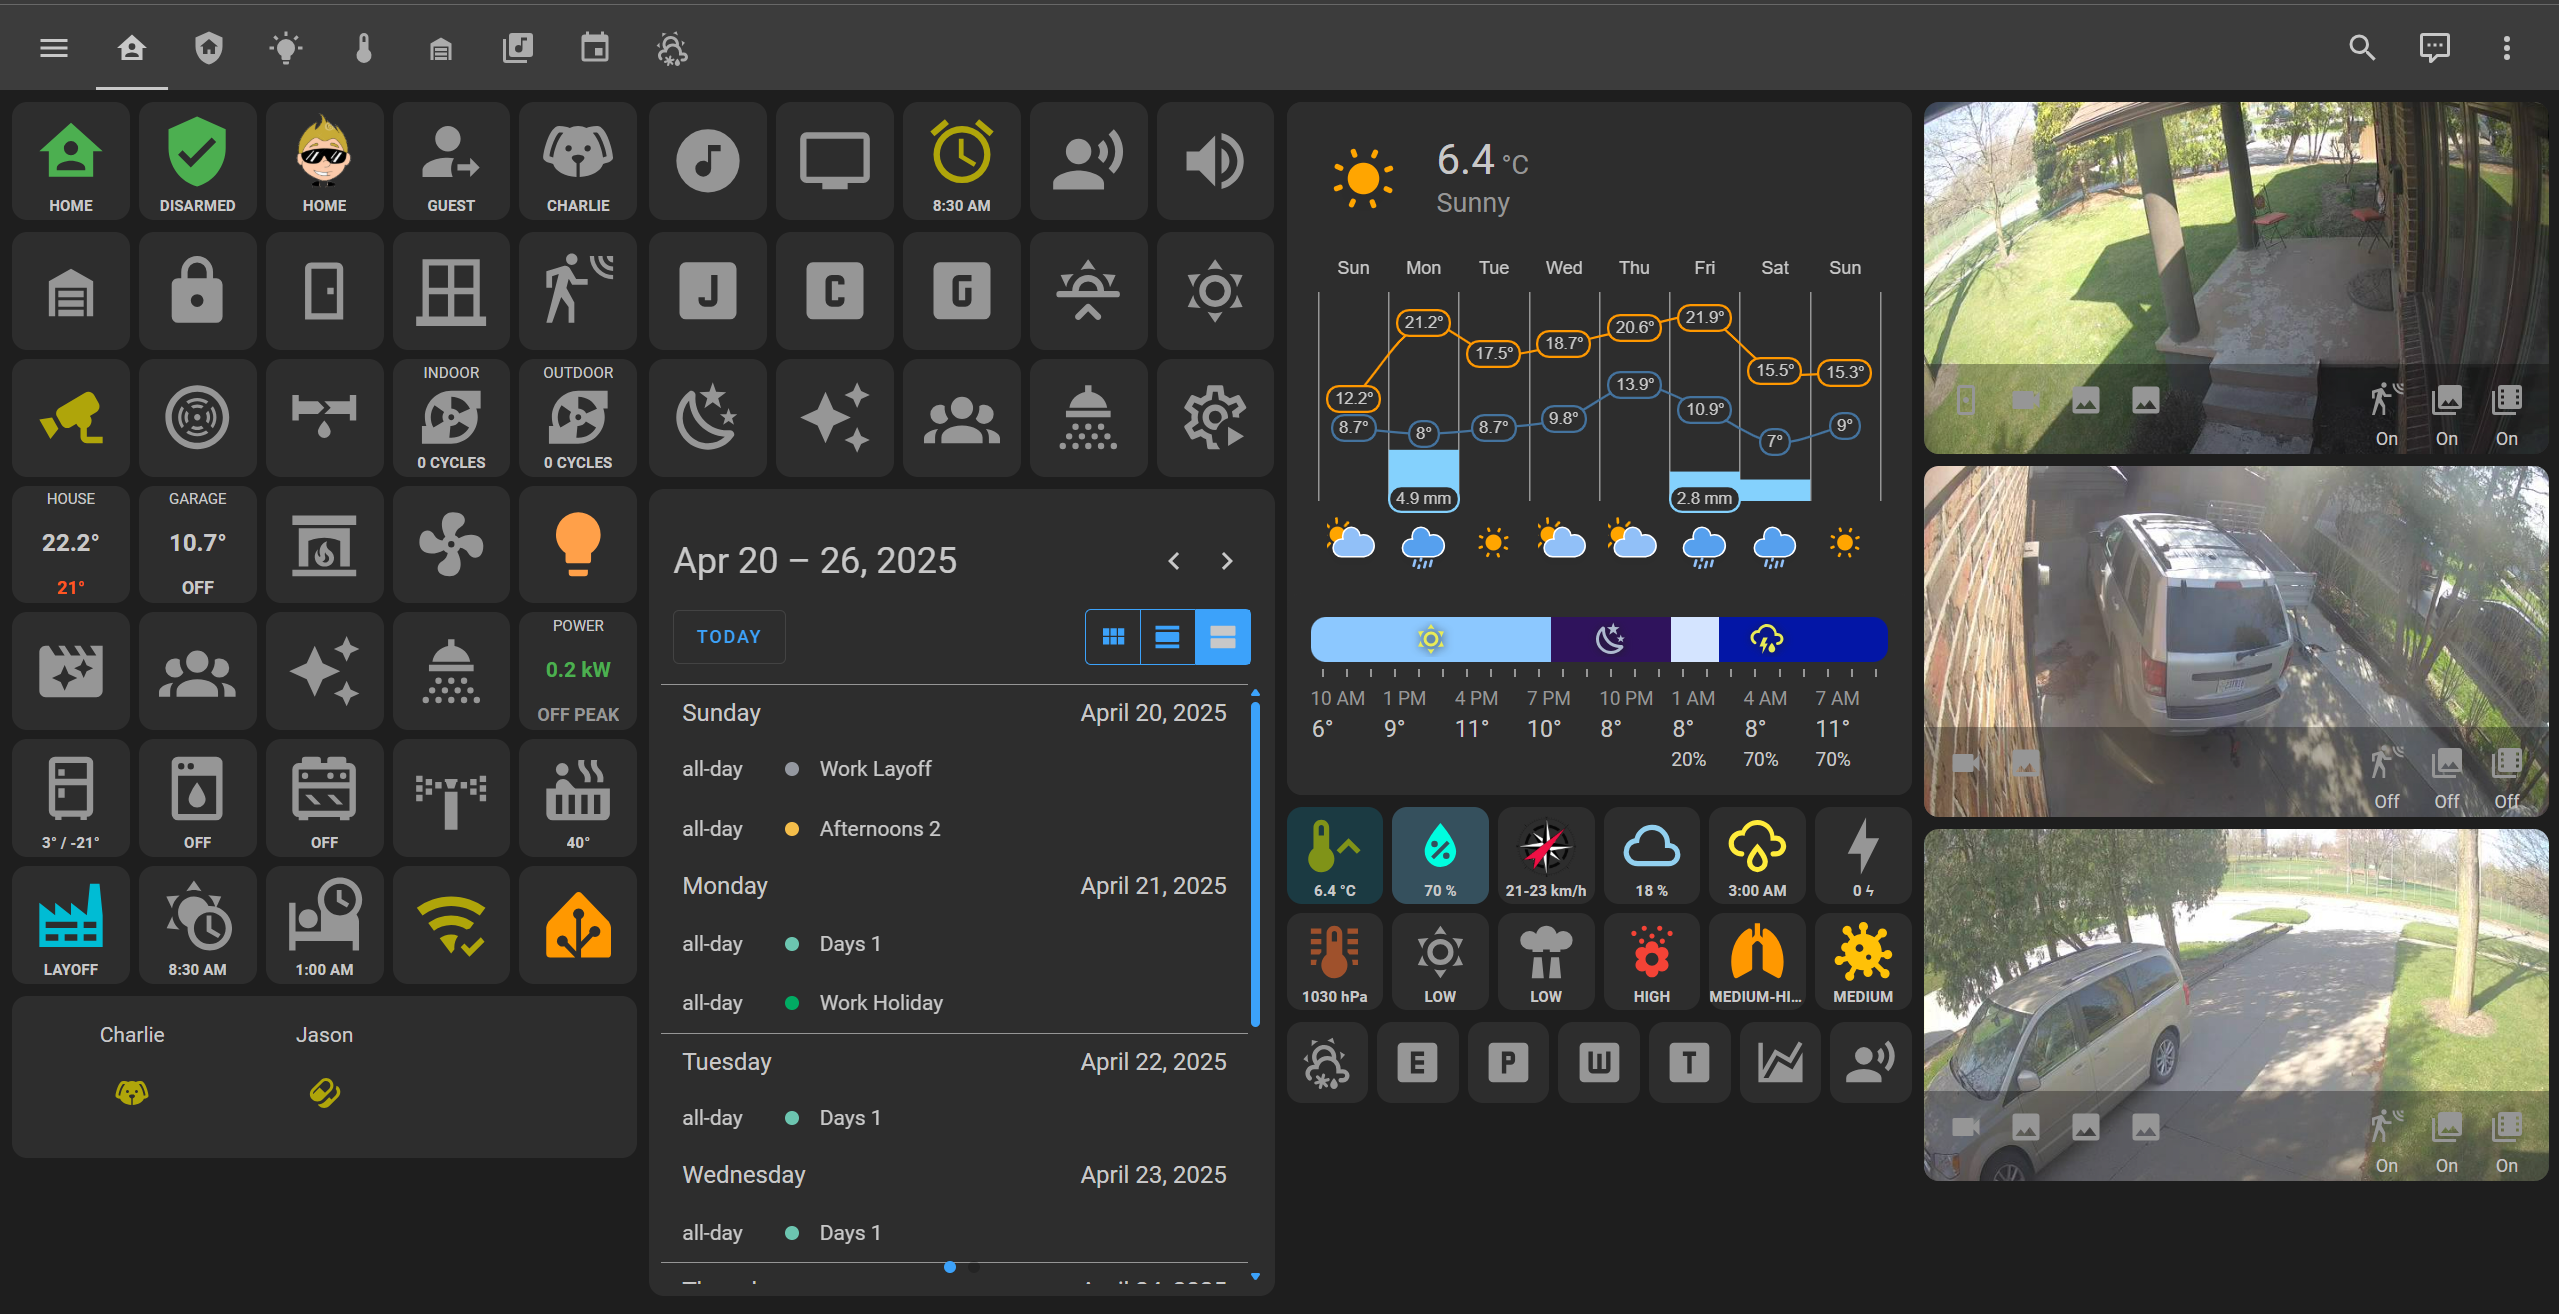 HOME
DISARMED
HOME
GUEST
CHARLIE
8:30 AM
J
C
G
INDOOR
0 CYCLES
OUTDOOR
0 CYCLES
HOUSE
22.2°
21°
GARAGE
10.7°
OFF
POWER
0.2 kW
OFF PEAK
3° / -21°
OFF
OFF
40°
LAYOFF
8:30 AM
1:00 AM
Charlie
Jason
Apr 20 – 26, 2025
TODAY
Sunday April 20, 2025
all-day Work Layoff
all-day Afternoons 2
Monday April 21, 2025
all-day Days 1
all-day Work Holiday
Tuesday April 22, 2025
all-day Days 1
Wednesday April 23, 2025
all-day Days 1
6.4 °C
Sunny
Sun Mon Tue Wed Thu Fri Sat Sun
12.2° 21.2° 17.5° 18.7° 20.6° 21.9° 15.5° 15.3°
8.7° 8° 8.7° 9.8° 13.9° 10.9° 7° 9°
4.9 mm 2.8 mm
10 AM 1 PM 4 PM 7 PM 10 PM 1 AM 4 AM 7 AM
6° 9° 11° 10° 8° 8° 8° 11°
20% 70% 70%
6.4 °C
70 %
21-23 km/h
18 %
3:00 AM
0 ϟ
1030 hPa
LOW
LOW
HIGH
MEDIUM-HI...
MEDIUM
E
P
W
T
On On On
Off Off Off
On On On